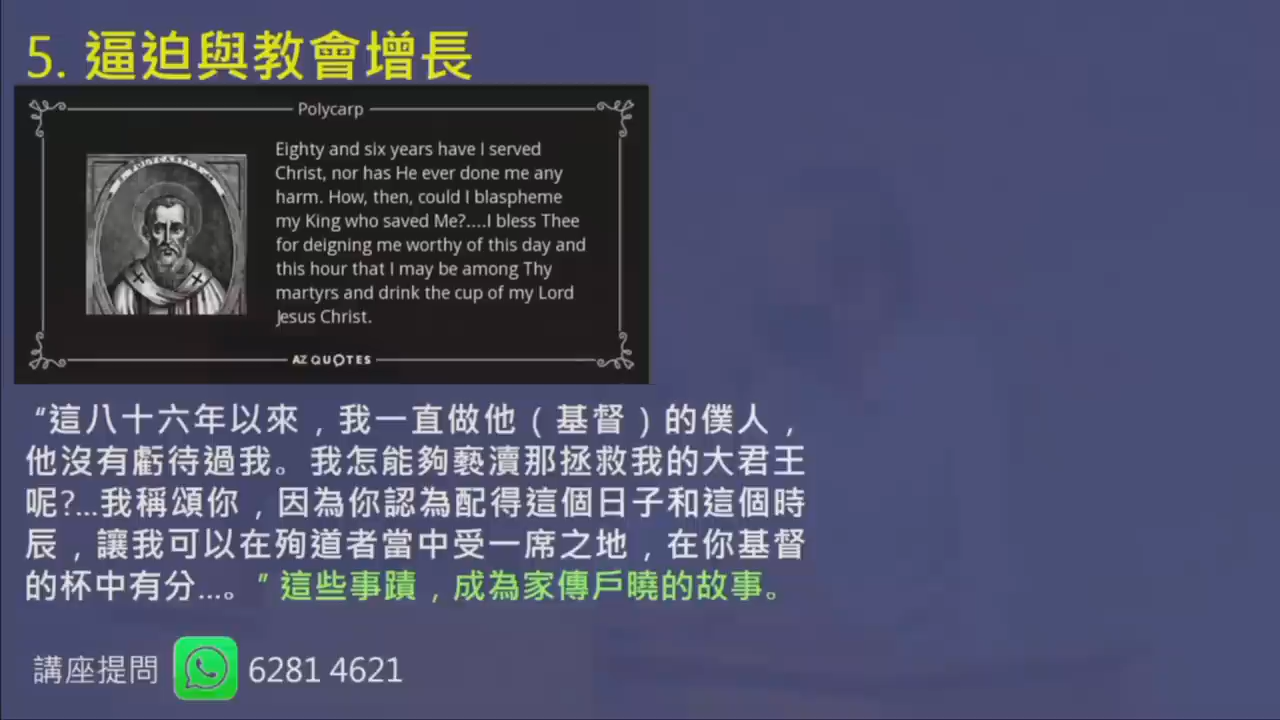 5. 逼迫與教會增長
Polycarp
S. POLYCARPVS
Eighty and six years have I served
Christ, nor has He ever done me any
harm. How, then, could I blaspheme
my King who saved Me?....I bless Thee
for deigning me worthy of this day and
this hour that I may be among Thy
martyrs and drink the cup of my Lord
Jesus Christ.
AZ QUOTES
“這八十六年以來，我一直做他（基督）的僕人，
他沒有虧待過我。我怎能夠褻瀆那拯救我的大君王
呢?…我稱頌你，因為你認為配得這個日子和這個時
辰，讓我可以在殉道者當中受一席之地，在你基督
的杯中有分…。” 這些事蹟，成為家傳戶曉的故事。
講座提問 6281 4621